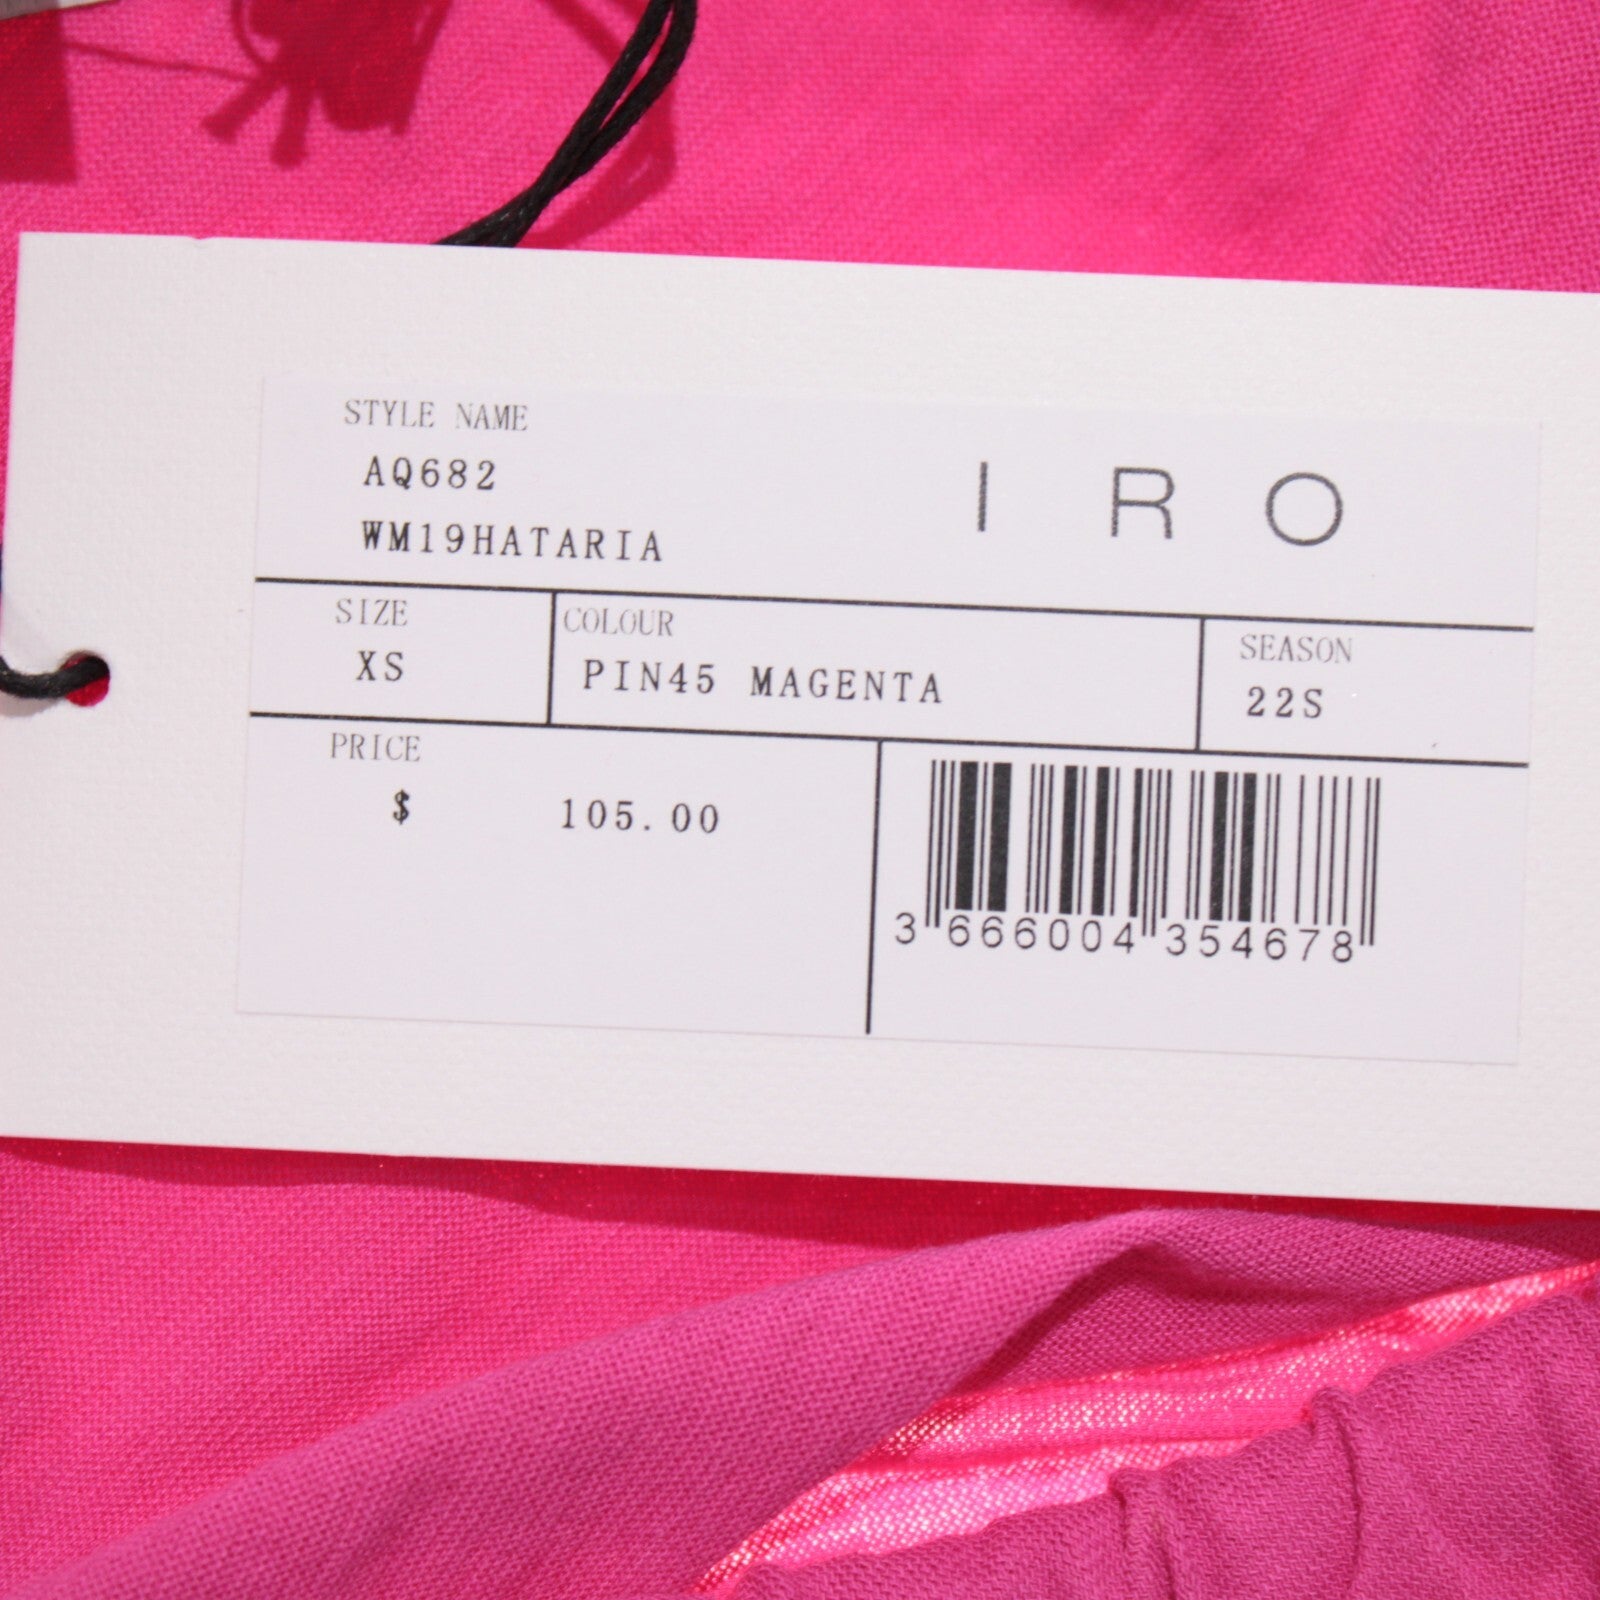 STYLE NAME
AQ682
WM19HATARIA
IRO
SIZE
XS
COLOUR
PIN45 MAGENTA
SEASON
22S
PRICE
$ 105.00
3 666004 354678